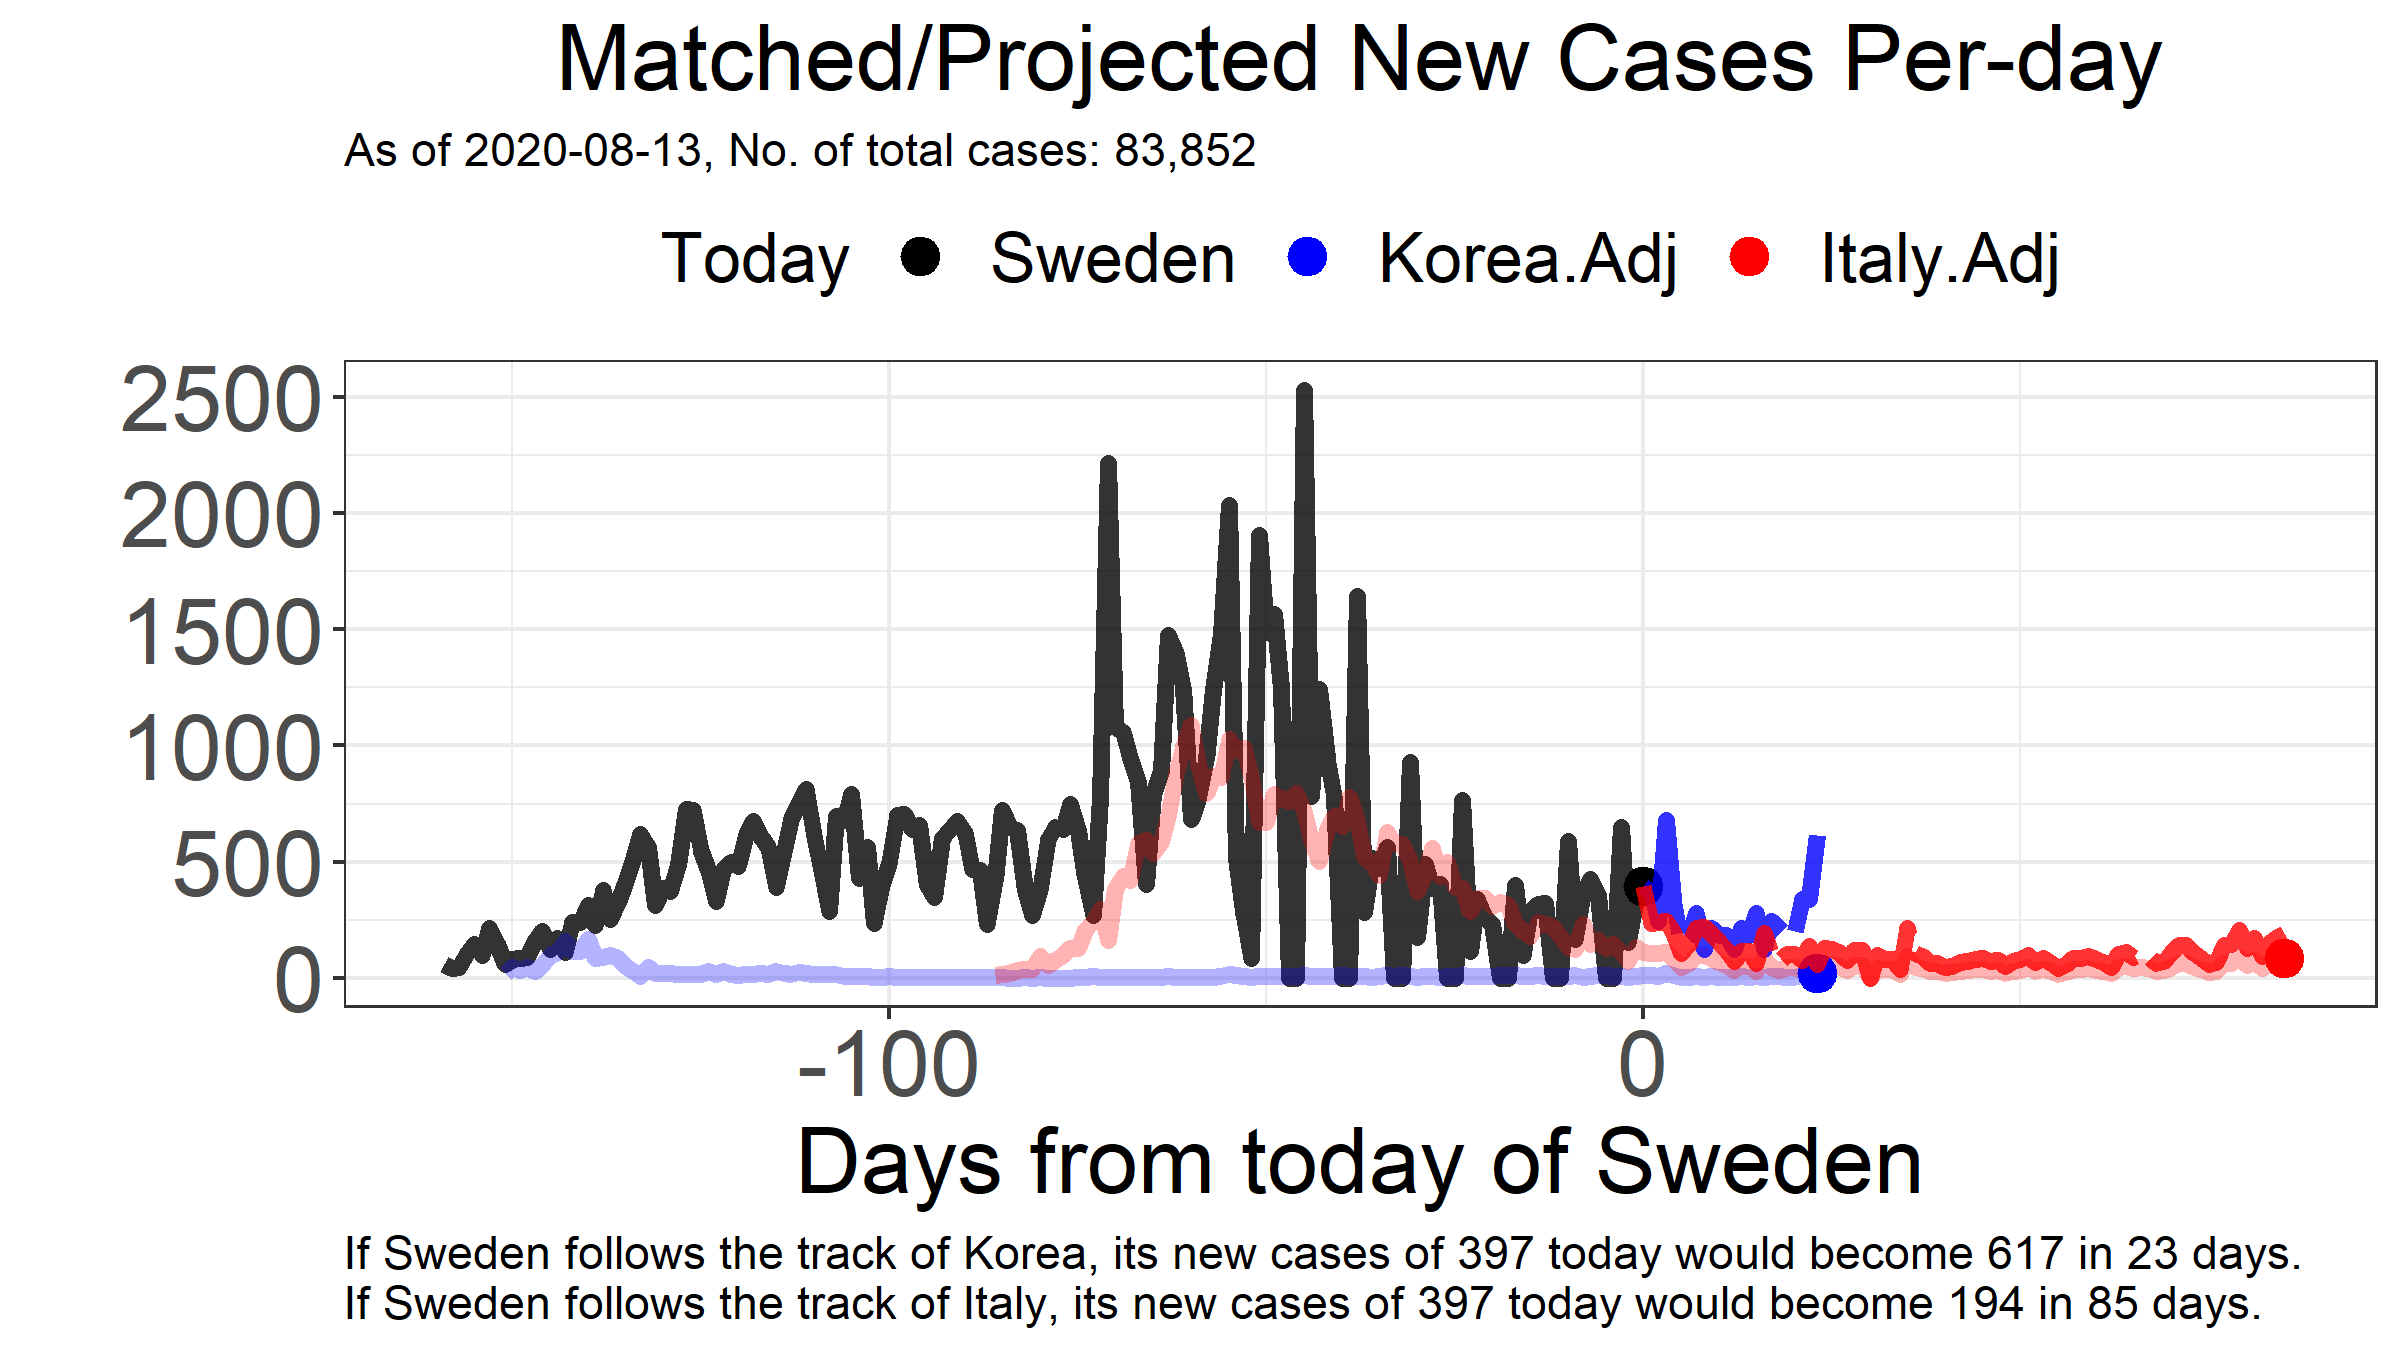 Matched/Projected New Cases Per-day
As of 2020-08-13, No. of total cases: 83,852
Today Sweden Korea.Adj Italy.Adj
2500
2000
1500
1000
500
0
-100 0
Days from today of Sweden
If Sweden follows the track of Korea, its new cases of 397 today would become 617 in 23 days.
If Sweden follows the track of Italy, its new cases of 397 today would become 194 in 85 days.